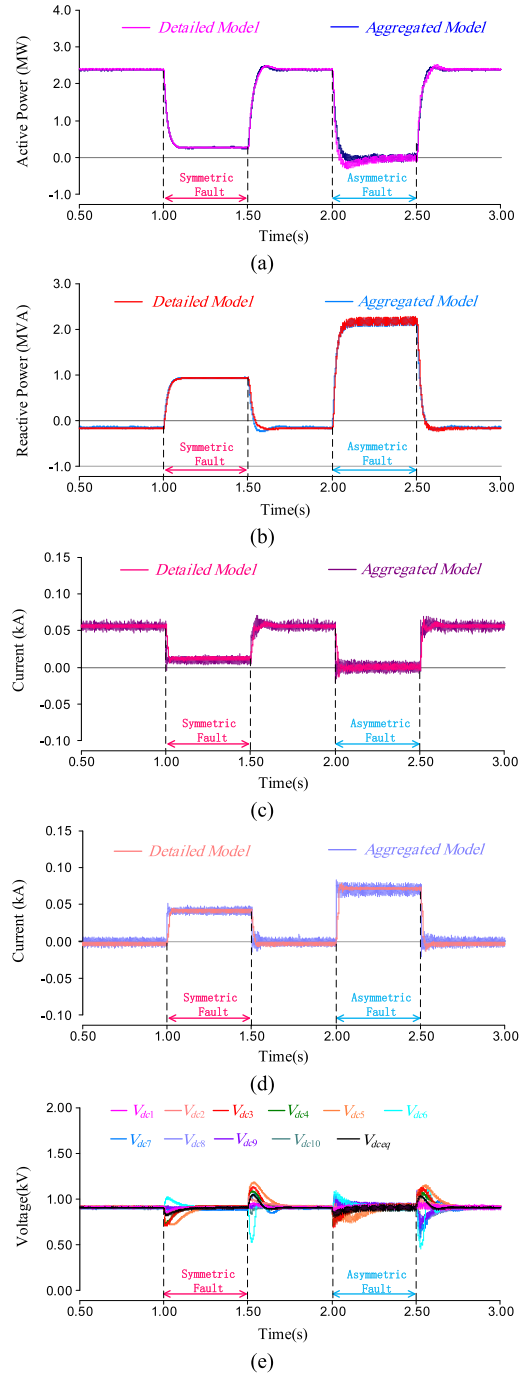 Detailed Model Aggregated Model
Active Power (MW)
4.0
3.0
2.0
1.0
0.0
-1.0
Symmetric Fault
Asymmetric Fault
0.50 1.00 1.50 2.00 2.50 3.00
Time(s)
(a)
Detailed Model Aggregated Model
Reactive Power (MVA)
3.0
2.0
1.0
0.0
-1.0
Symmetric Fault
Asymmetric Fault
0.50 1.00 1.50 2.00 2.50 3.00
Time(s)
(b)
Detailed Model Aggregated Model
Current (kA)
0.15
0.10
0.05
0.00
-0.05
-0.10
Symmetric Fault
Asymmetric Fault
0.50 1.00 1.50 2.00 2.50 3.00
Time(s)
(c)
Detailed Model Aggregated Model
Current (kA)
0.15
0.10
0.05
0.00
-0.05
-0.10
Symmetric Fault
Asymmetric Fault
0.50 1.00 1.50 2.00 2.50 3.00
Time(s)
(d)
Vdc1 Vdc2 Vdc3 Vdc4 Vdc5 Vdc6
Vdc7 Vdc8 Vdc9 Vdc10 Vdceq
Voltage(kV)
2.00
1.50
1.00
0.50
0.00
Symmetric Fault
Asymmetric Fault
0.50 1.00 1.50 2.00 2.50 3.00
Time(s)
(e)